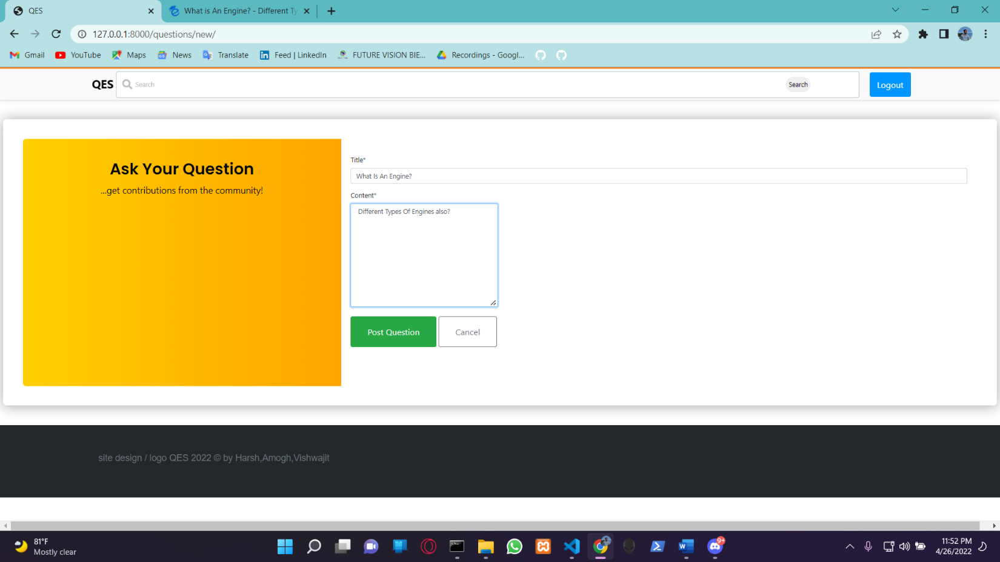 QES
What is An Engine? - Different Ty
127.0.0.1:8000/questions/new/
Gmail YouTube Maps News Translate Feed | LinkedIn FUTURE VISION BIE... Recordings - Googl...
QES Search Search Logout
Ask Your Question
...get contributions from the community!
Title*
What Is An Engine?
Content*
Different Types Of Engines also?
Post Question Cancel
site design / logo QES 2022 © by Harsh,Amogh,Vishwajit
81°F
Mostly clear
9+
11:52 PM
4/26/2022